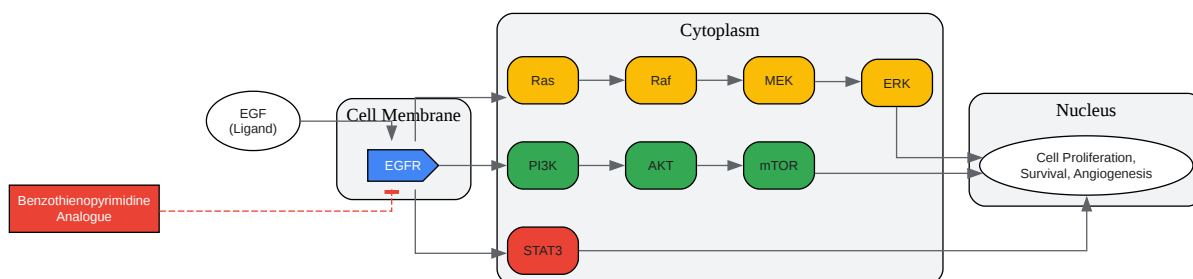 Cytoplasm
Ras
Raf
MEK
ERK
EGF
(Ligand)
Cell Membrane
EGFR
Nucleus
Cell Proliferation,
Survival, Angiogenesis
PI3K
AKT
mTOR
Benzothienopyrimidine
Analogue
STAT3